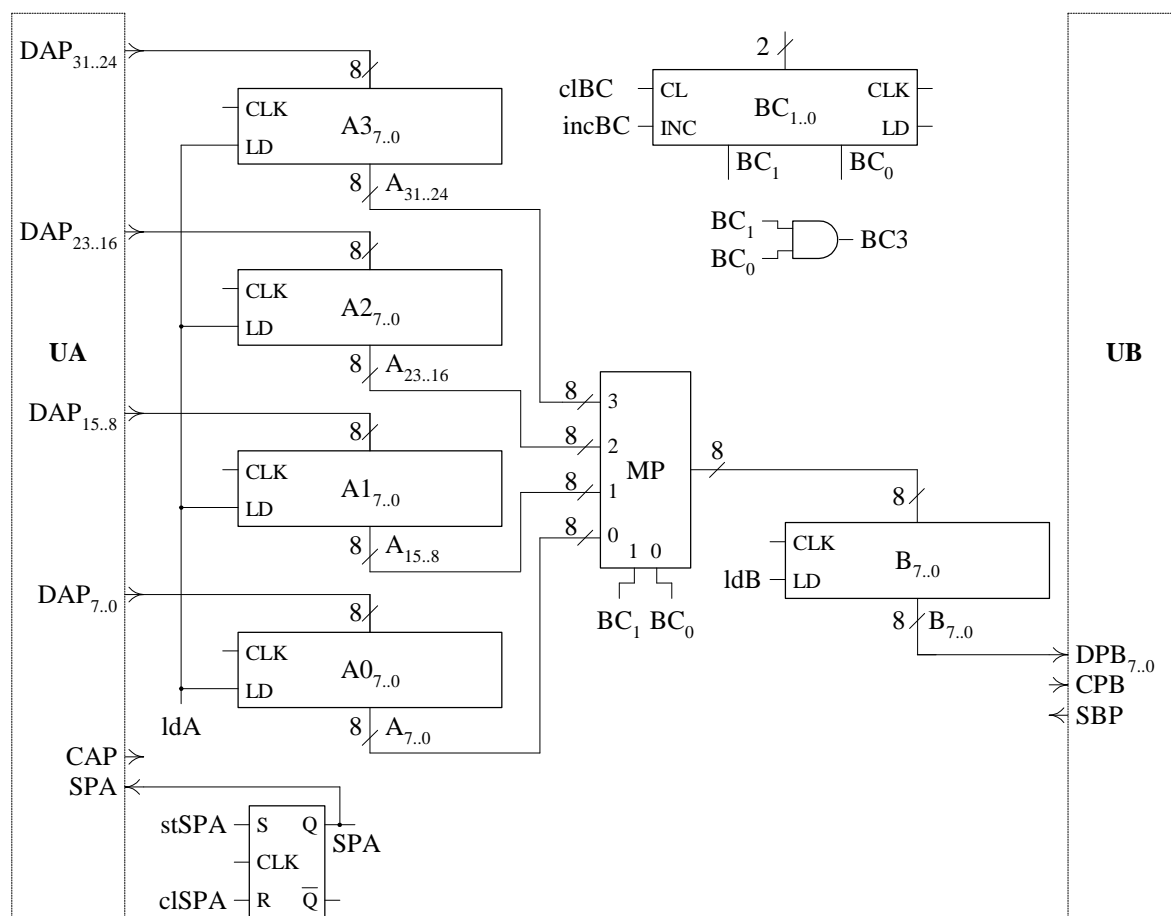 DAP31..24
8
CLK
LD
A37..0
8
A31..24
DAP23..16
8
CLK
LD
A27..0
8
A23..16
UA
DAP15..8
8
CLK
LD
A17..0
8
A15..8
DAP7..0
8
CLK
LD
A07..0
ldA
8
A7..0
CAP
SPA
stSPA
S
Q
SPA
CLK
clSPA
R
Q̅
2
clBC
CL
BC1..0
CLK
incBC
INC
LD
BC1
BC0
BC1
BC0
BC3
8
3
8
2
8
1
8
0
MP
1 0
BC1 BC0
8
8
CLK
ldB
LD
B7..0
8
B7..0
UB
DPB7..0
CPB
SBP